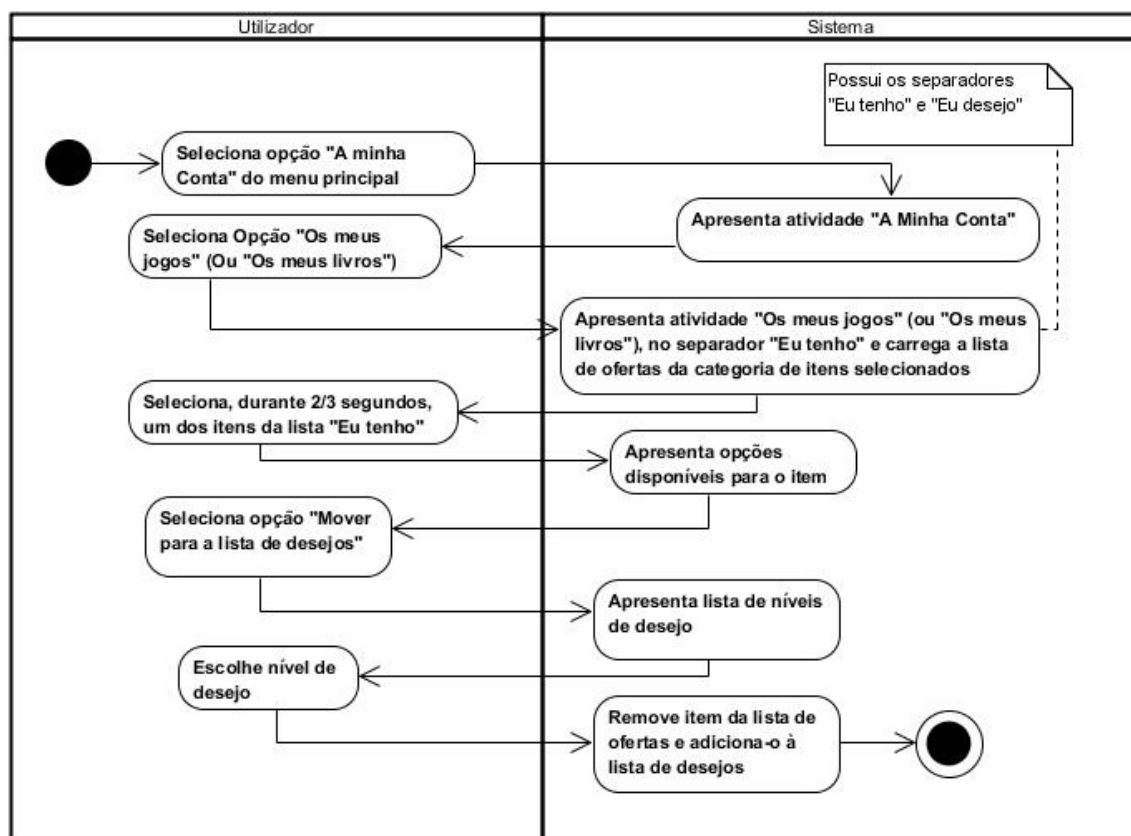 Utilizador
Sistema
Possui os separadores
"Eu tenho" e "Eu desejo"
Seleciona opção "A minha
Conta" do menu principal
Apresenta atividade "A Minha Conta"
Seleciona Opção "Os meus
jogos" (Ou "Os meus livros")
Apresenta atividade "Os meus jogos" (ou "Os meus
livros"), no separador "Eu tenho" e carrega a lista
de ofertas da categoria de itens selecionados
Seleciona, durante 2/3 segundos,
um dos itens da lista "Eu tenho"
Apresenta opções
disponíveis para o item
Seleciona opção "Mover
para a lista de desejos"
Apresenta lista de níveis
de desejo
Escolhe nível de
desejo
Remove item da lista de
ofertas e adiciona-o à
lista de desejos